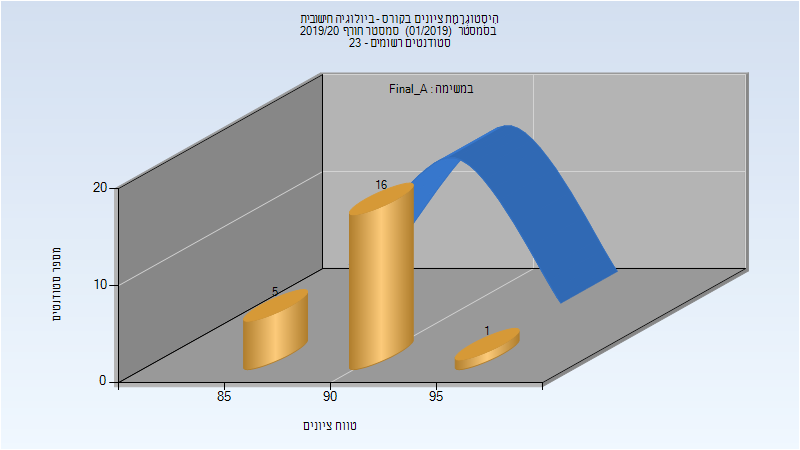 היסטוגרמת ציונים בקורס - ביולוגיה חישובית
בסמסטר (01/2019) סמסטר חורף 2019/20
סטודנטים רשומים - 23
במשימה : Final_A
16
5
1
20
10
0
85
90
95
מספר סטודנטים
טווח ציונים